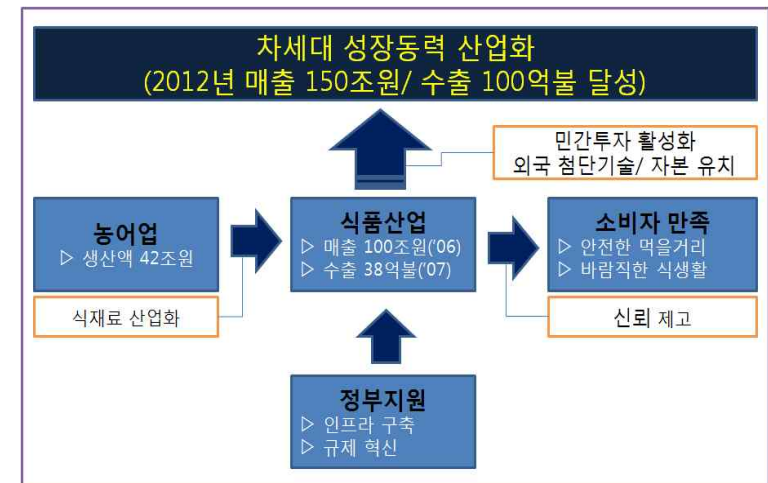 차세대 성장동력 산업화
(2012년 매출 150조원/ 수출 100억불 달성)
민간투자 활성화
외국 첨단기술/ 자본 유치
농어업
▷ 생산액 42조원
식품산업
▷ 매출 100조원('06)
▷ 수출 38억불('07)
소비자 만족
▷ 안전한 먹을거리
▷ 바람직한 식생활
식재료 산업화
신뢰 제고
정부지원
▷ 인프라 구축
▷ 규제 혁신